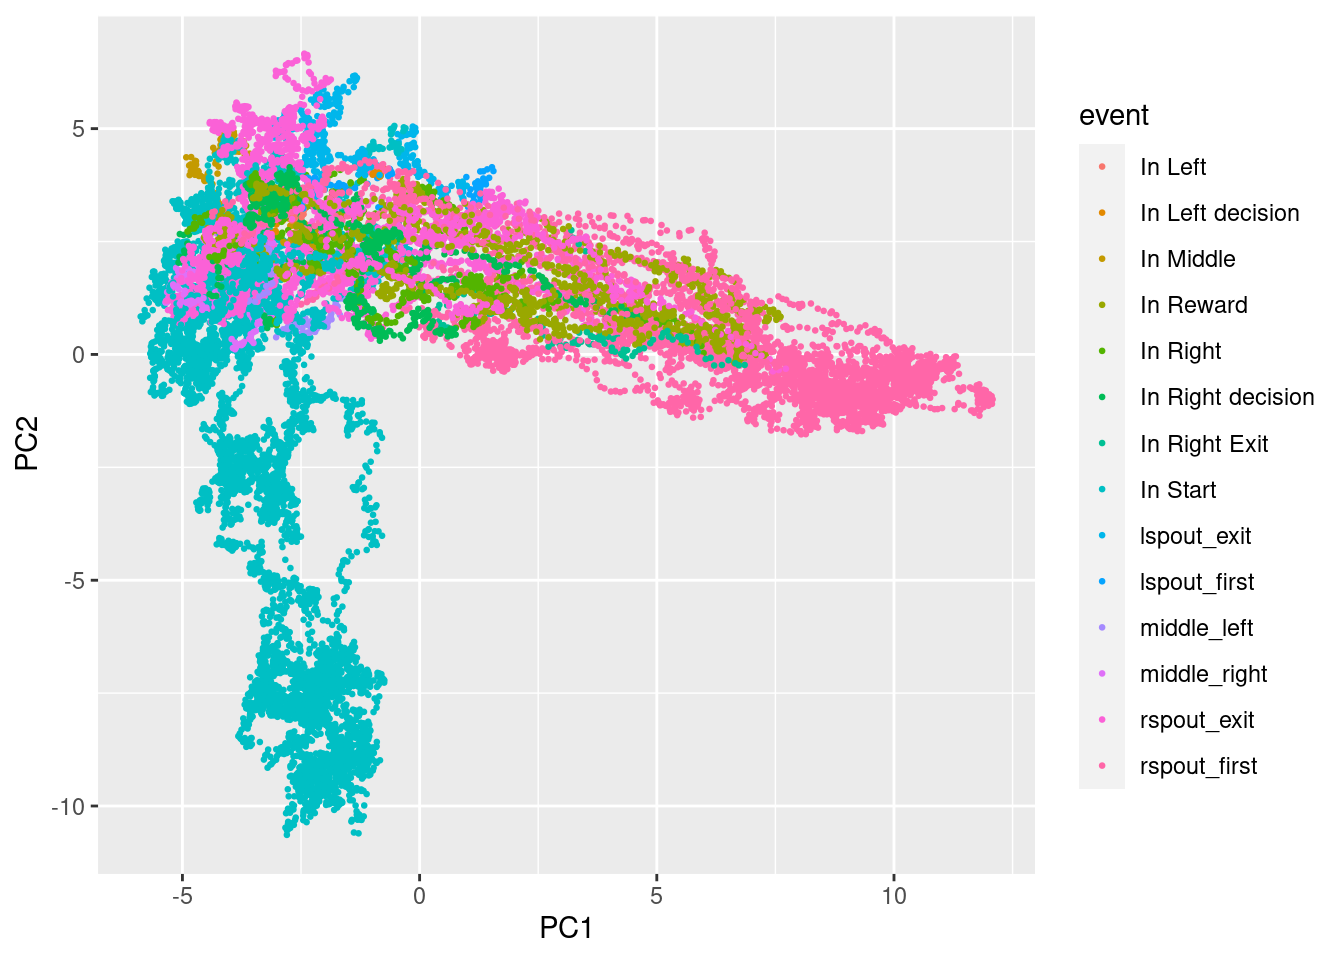 event
In Left
In Left decision
In Middle
In Reward
In Right
In Right decision
In Right Exit
In Start
lspout_exit
lspout_first
middle_left
middle_right
rspout_exit
rspout_first
PC2
5
0
-5
-10
-5
0
5
10
PC1